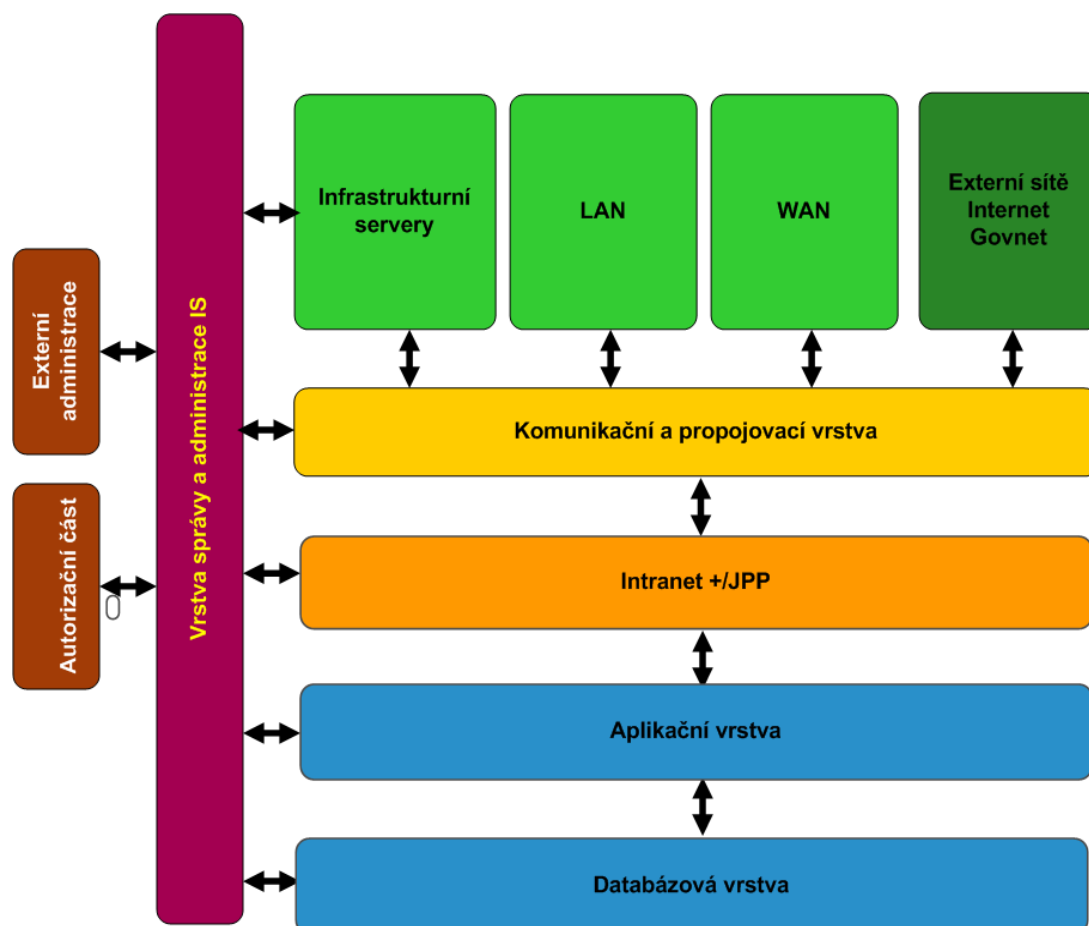 Externí
administrace
Autorizační část
Vrstva správy a administrace IS
Infrastrukturní
servery
LAN
WAN
Externí sítě
Internet
Govnet
Komunikační a propojovací vrstva
Intranet +/JPP
Aplikační vrstva
Databázová vrstva